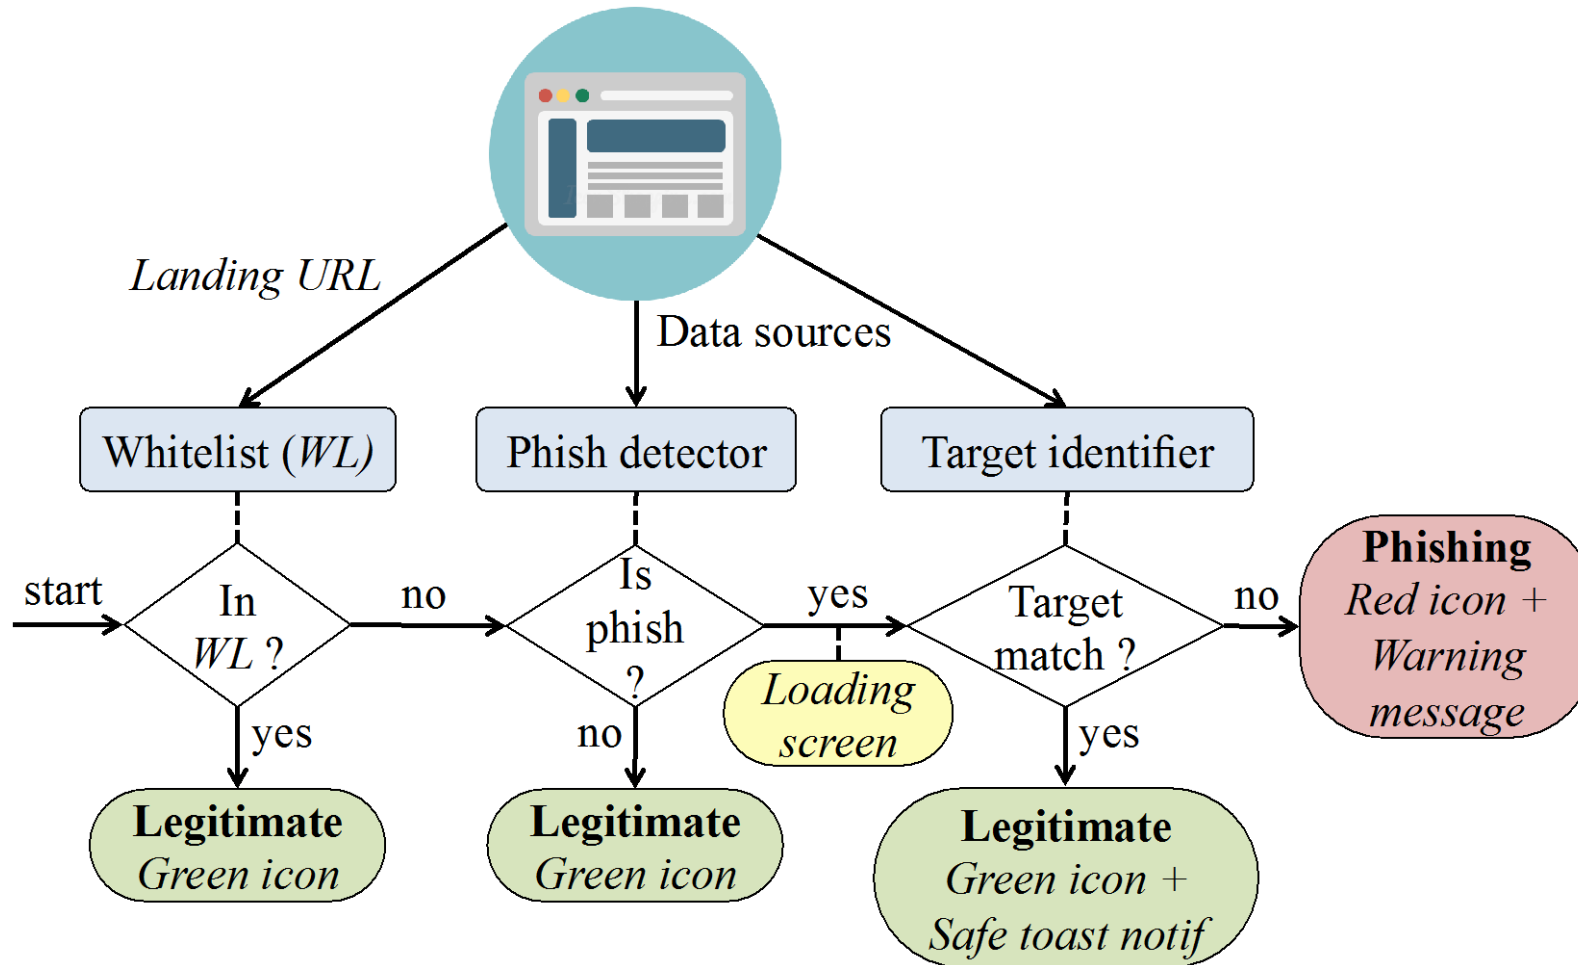 Landing URL
Data sources
Whitelist (WL)
Phish detector
Target identifier
start
In
WL ?
no
Is
phish
?
yes
Loading
screen
Target
match ?
no
Phishing
Red icon +
Warning
message
yes
Legitimate
Green icon
no
Legitimate
Green icon
yes
Legitimate
Green icon +
Safe toast notif